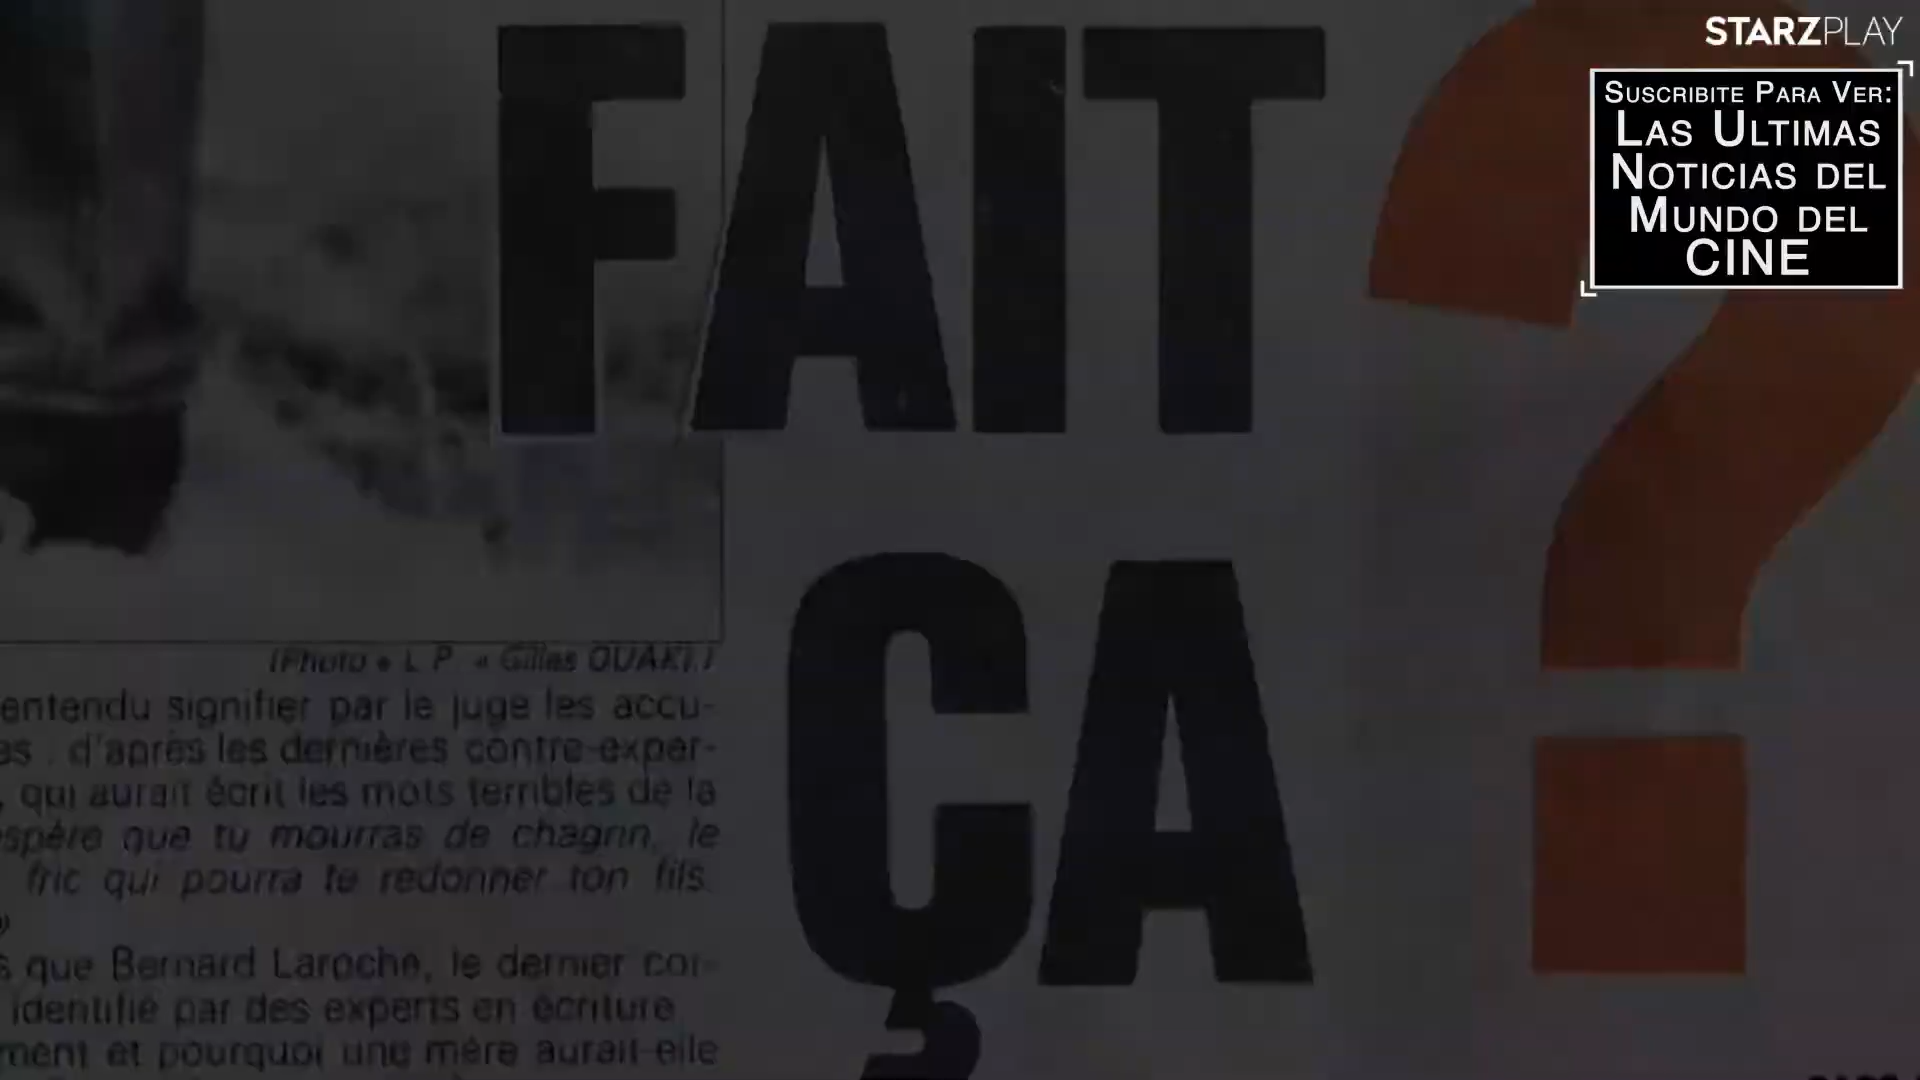 STARZPLAY
SUSCRIBITE PARA VER:
LAS ULTIMAS
NOTICIAS DEL
MUNDO DEL
CINE
FAIT
ÇA ?
(Photo « L.P. » Gilles OUAKI.)
entendu signifier par le juge les accu-
es : d'après les dernières contre-exper-
, qui aurait écrit les mots terribles de la
espère que tu mourras de chagrin, le
fric qui pourra te redonner ton fils.
»
s que Bernard Laroche, le dernier cor-
identifié par des experts en écriture
ment et pourquoi une mère aurait-elle